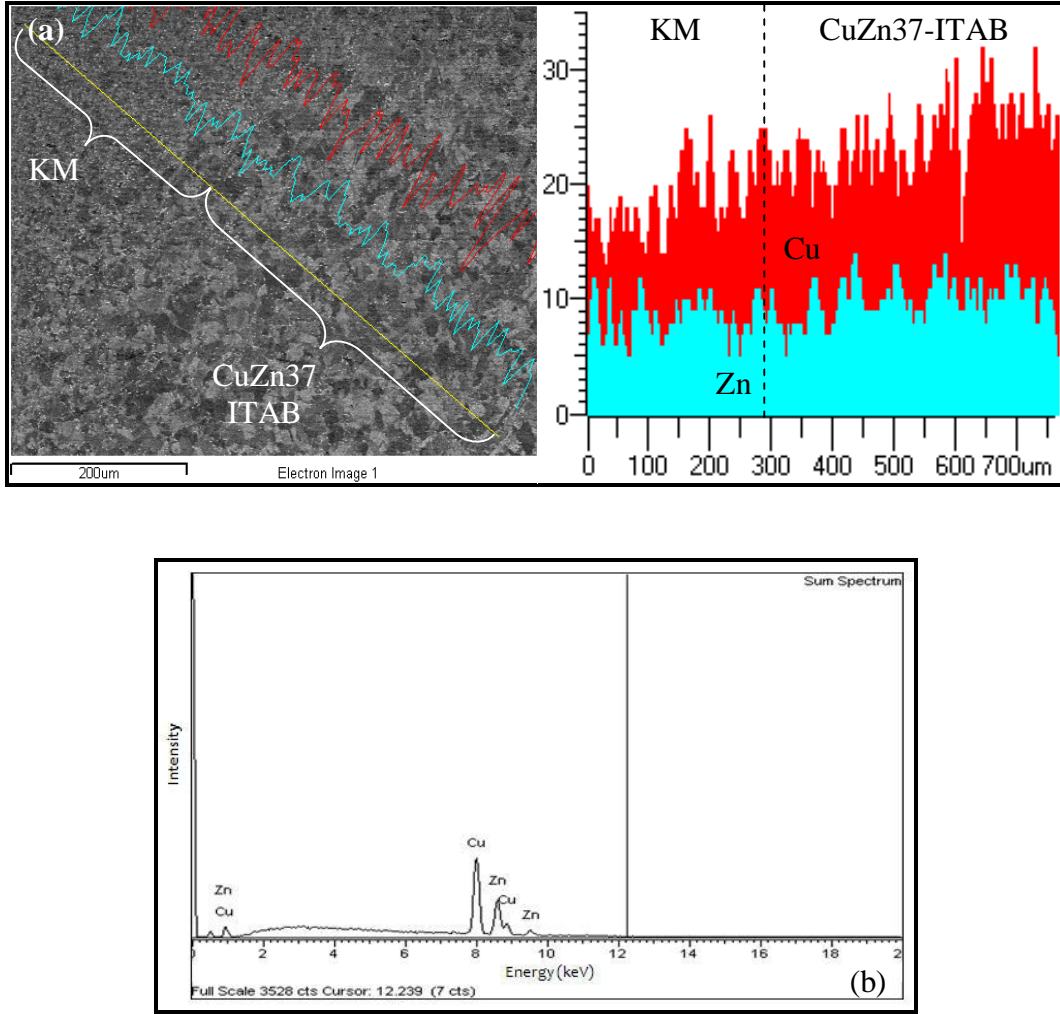 (a)
KM
CuZn37
ITAB
200um
Electron Image 1
KM
CuZn37-ITAB
30
20
10
0
Cu
Zn
0 100 200 300 400 500 600 700um
Sum Spectrum
Intensity
Zn
Cu
Cu
Zn
Cu
Zn
0 2 4 6 8 10 12 14 16 18 2
Energy (keV)
Full Scale 3528 cts Cursor: 12.239 (7 cts)
(b)